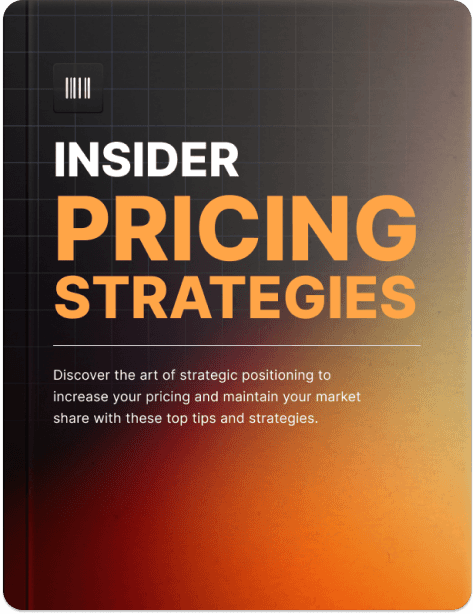 INSIDER
PRICING
STRATEGIES
Discover the art of strategic positioning to
increase your pricing and maintain your market
share with these top tips and strategies.